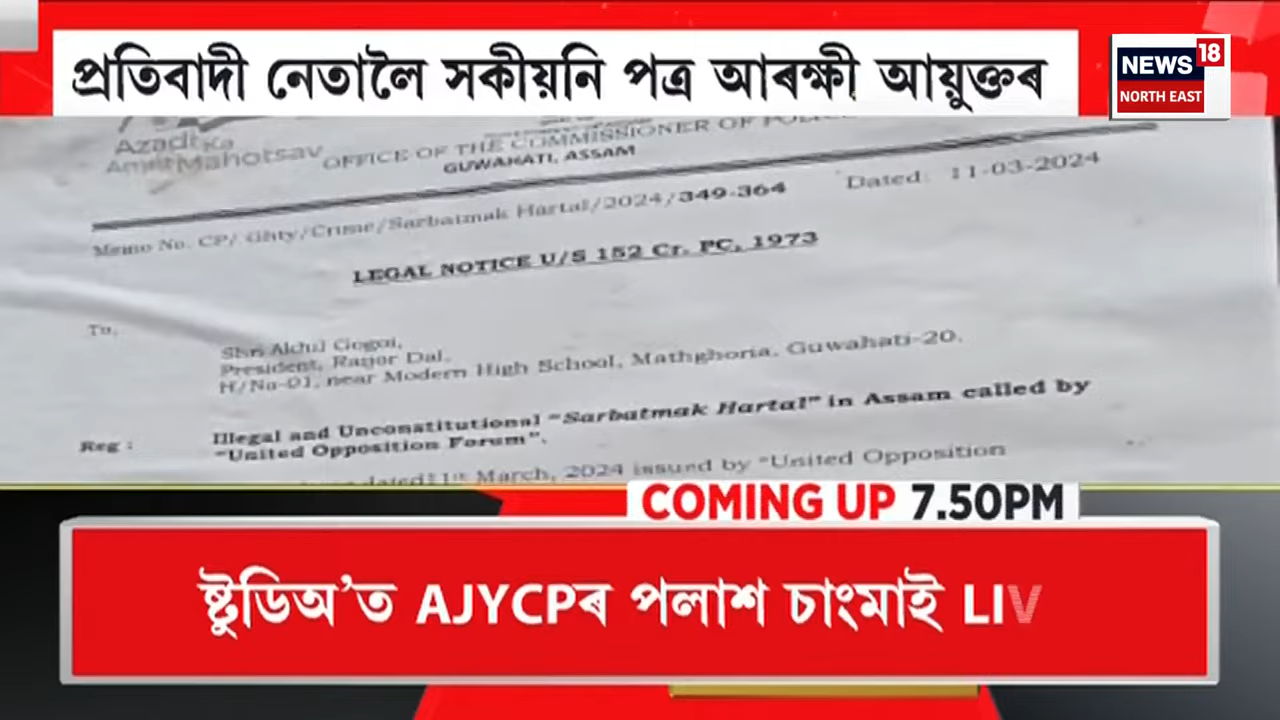 প্ৰতিবাদী নেতালৈ সকীয়নি পত্ৰ আৰক্ষী আয়ুক্তৰ
NEWS 18
NORTH EAST
Azadi Ka
Amrit Mahotsav
OFFICE OF THE COMMISSIONER OF
GUWAHATI, ASSAM
Memo No. CP/ Ghty/Crime/Sarbatmak Hartal/2024/349-364 Dated: 11-03-2024
LEGAL NOTICE U/S 152 Cr. PC, 1973
To,
Shri Akhil Gogoi,
President, Raijor Dal,
H/No-01, near Modern High School, Mathghoria, Guwahati-20.
Reg : Illegal and Unconstitutional "Sarbatmak Hartal" in Assam called by
"United Opposition Forum".
dated 1st March, 2024 issued by "United Opposition
COMING UP 7.50PM
ষ্টুডিঅ'ত AJYCPৰ পলাশ চাংমাই LIV